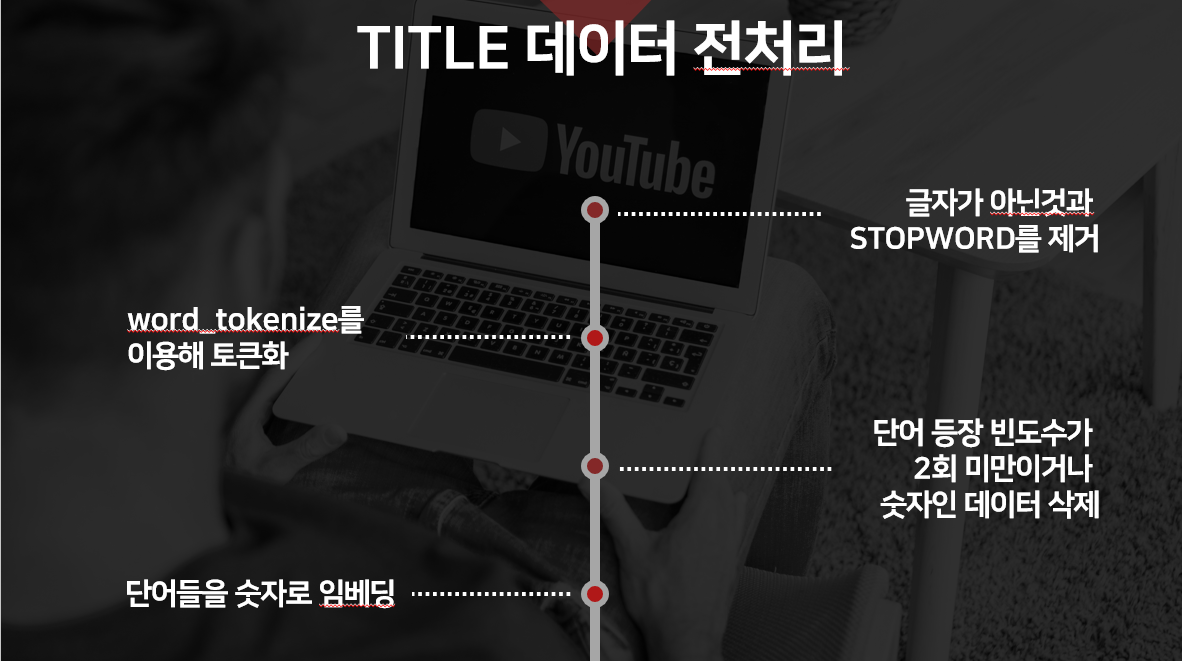 TITLE 데이터 전처리
YouTube
글자가 아닌것과
STOPWORD를 제거
word_tokenize를
이용해 토큰화
단어 등장 빈도수가
2회 미만이거나
숫자인 데이터 삭제
단어들을 숫자로 임베딩